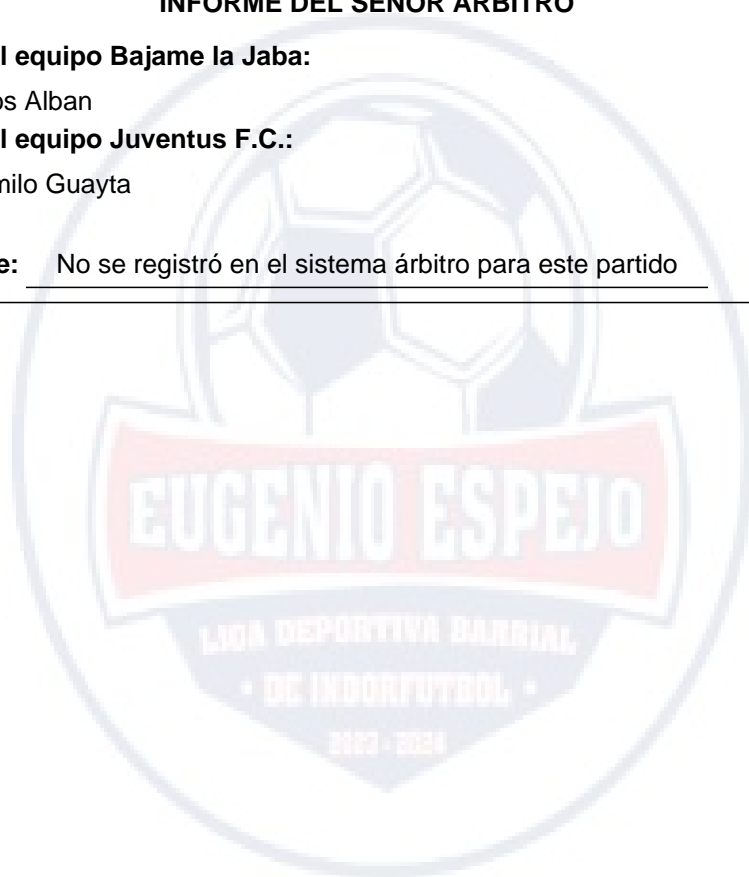 INFORME DEL SEÑOR ÁRBITRO
l equipo Bajame la Jaba:
os Alban
l equipo Juventus F.C.:
milo Guayta
e: No se registró en el sistema árbitro para este partido
EUGENIO ESPEJO
LIGA DEPORTIVA BARRIAL
• DE INDORFUTBOL •
2023 - 2024